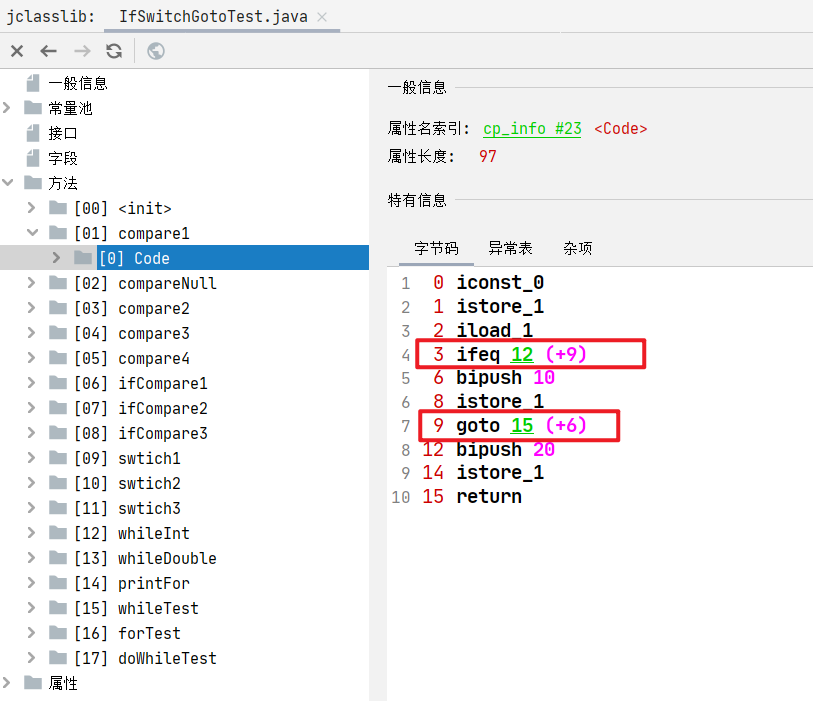 jclasslib: IfSwitchGotoTest.java
一般信息
常量池
接口
字段
方法
[00] <init>
[01] compare1
[0] Code
[02] compareNull
[03] compare2
[04] compare3
[05] compare4
[06] ifCompare1
[07] ifCompare2
[08] ifCompare3
[09] swtich1
[10] swtich2
[11] swtich3
[12] whileInt
[13] whileDouble
[14] printFor
[15] whileTest
[16] forTest
[17] doWhileTest
属性
一般信息
属性名索引: cp_info #23 <Code>
属性长度: 97
特有信息
字节码 异常表 杂项
1 0 iconst_0
2 1 istore_1
3 2 iload_1
4 3 ifeq 12 (+9)
5 6 bipush 10
6 8 istore_1
7 9 goto 15 (+6)
8 12 bipush 20
9 14 istore_1
10 15 return